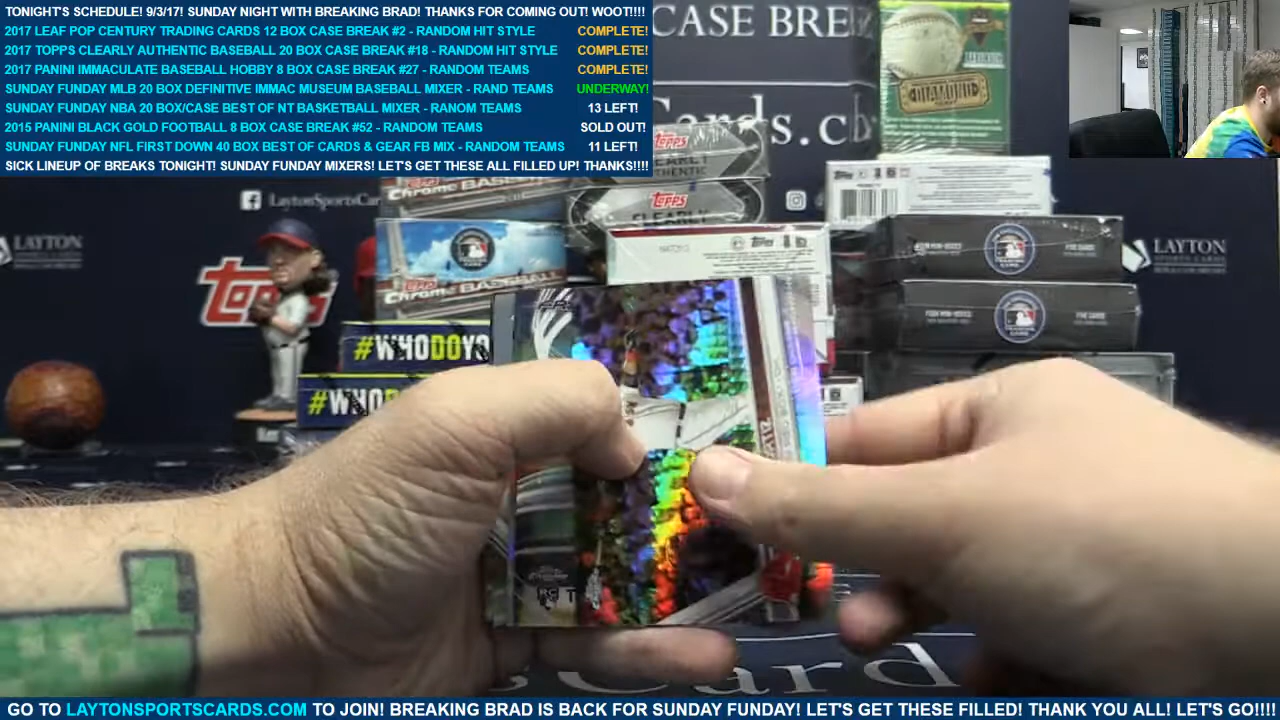 TONIGHT'S SCHEDULE! 9/3/17! SUNDAY NIGHT WITH BREAKING BRAD! THANKS FOR COMING OUT! WOOT!!!!
2017 LEAF POP CENTURY TRADING CARDS 12 BOX CASE BREAK #2 - RANDOM HIT STYLE COMPLETE!
2017 TOPPS CLEARLY AUTHENTIC BASEBALL 20 BOX CASE BREAK #18 - RANDOM HIT STYLE COMPLETE!
2017 PANINI IMMACULATE BASEBALL HOBBY 8 BOX CASE BREAK #27 - RANDOM TEAMS COMPLETE!
SUNDAY FUNDAY MLB 20 BOX DEFINITIVE IMMAC MUSEUM BASEBALL MIXER - RAND TEAMS UNDERWAY!
SUNDAY FUNDAY NBA 20 BOX/CASE BEST OF NT BASKETBALL MIXER - RANOM TEAMS 13 LEFT!
2015 PANINI BLACK GOLD FOOTBALL 8 BOX CASE BREAK #52 - RANDOM TEAMS SOLD OUT!
SUNDAY FUNDAY NFL FIRST DOWN 40 BOX BEST OF CARDS & GEAR FB MIX - RANDOM TEAMS 11 LEFT!
SICK LINEUP OF BREAKS TONIGHT! SUNDAY FUNDAY MIXERS! LET'S GET THESE ALL FILLED UP! THANKS!!!!
CASE BRE
ds.c
DIAMOND
Topps
CLEARLY
LaytonSportsCar
LAYTON
SPORTS CARDS
Topps
Chrome BASEBALL
Topps
LAYTON
SPORTS CARDS
#WHODOYO
#WHO
RC
sCard
GO TO LAYTONSPORTSCARDS.COM TO JOIN! BREAKING BRAD IS BACK FOR SUNDAY FUNDAY! LET'S GET THESE FILLED! THANK YOU ALL! LET'S GO!!!!